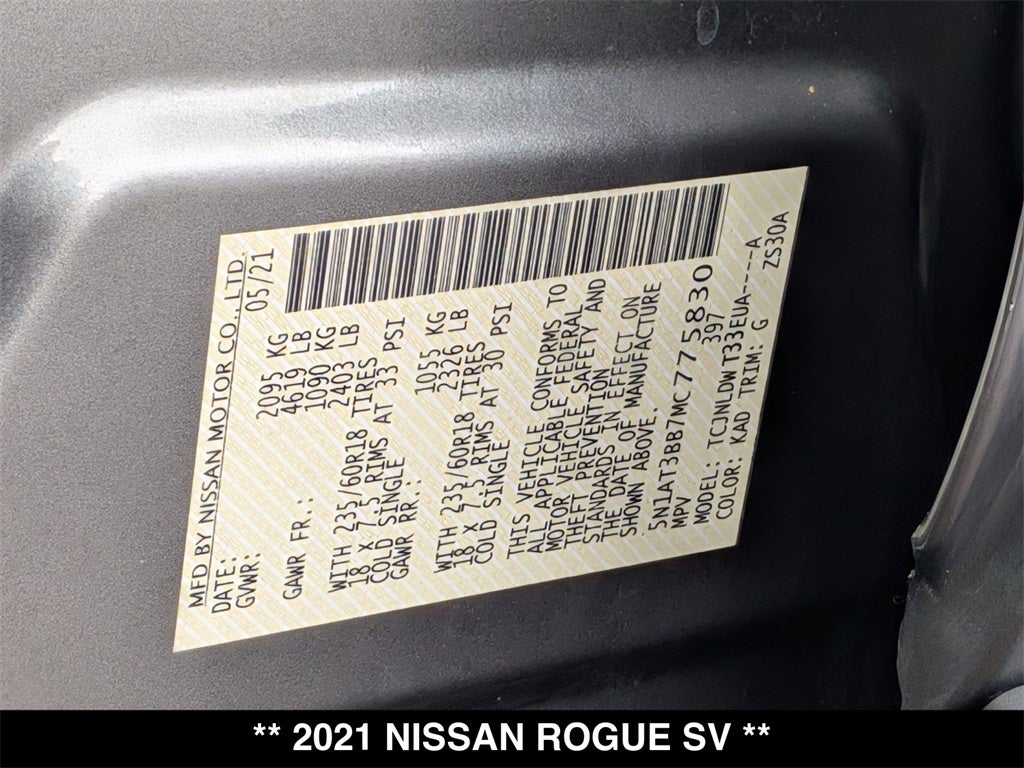 MFD BY NISSAN MOTOR CO., LTD.
DATE: 05/21
GVWR: 2095 KG
4619 LB
GAWR FR.: 1090 KG
2403 LB
WITH 235/60R18 TIRES
18 X 7.5 RIMS AT 33 PSI
COLD SINGLE
GAWR RR.: 1055 KG
2326 LB
WITH 235/60R18 TIRES
18 X 7.5 RIMS AT 30 PSI
COLD SINGLE
THIS VEHICLE CONFORMS TO
ALL APPLICABLE FEDERAL
MOTOR VEHICLE SAFETY AND
THEFT PREVENTION
STANDARDS IN EFFECT ON
THE DATE OF MANUFACTURE
SHOWN ABOVE.
5N1AT3BB7MC775830
MPV 397
MODEL: TCJNLDWT33EUA----A
COLOR: KAD TRIM: G ZS30A
** 2021 NISSAN ROGUE SV **